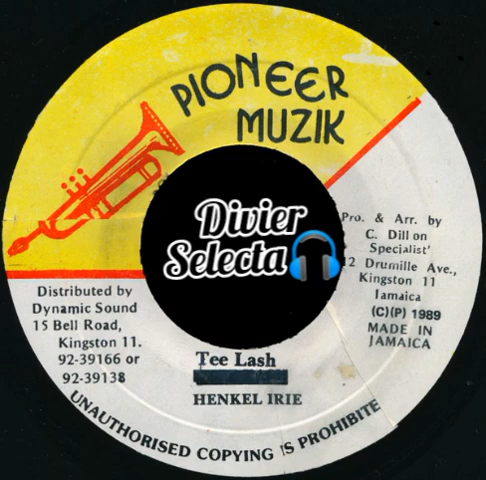 PIONEER
MUZIK
Divier
Selecta
Pro. & Arr. by
C. Dillon
Specialist'
2 Drumille Ave.,
Kingston 11
Jamaica
(C)(P) 1989
MADE IN
JAMAICA
Distributed by
Dynamic Sound
15 Bell Road,
Kingston 11.
92-39166 or
92-39138
Tee Lash
HENKEL IRIE
UNAUTHORISED COPYING IS PROHIBITE